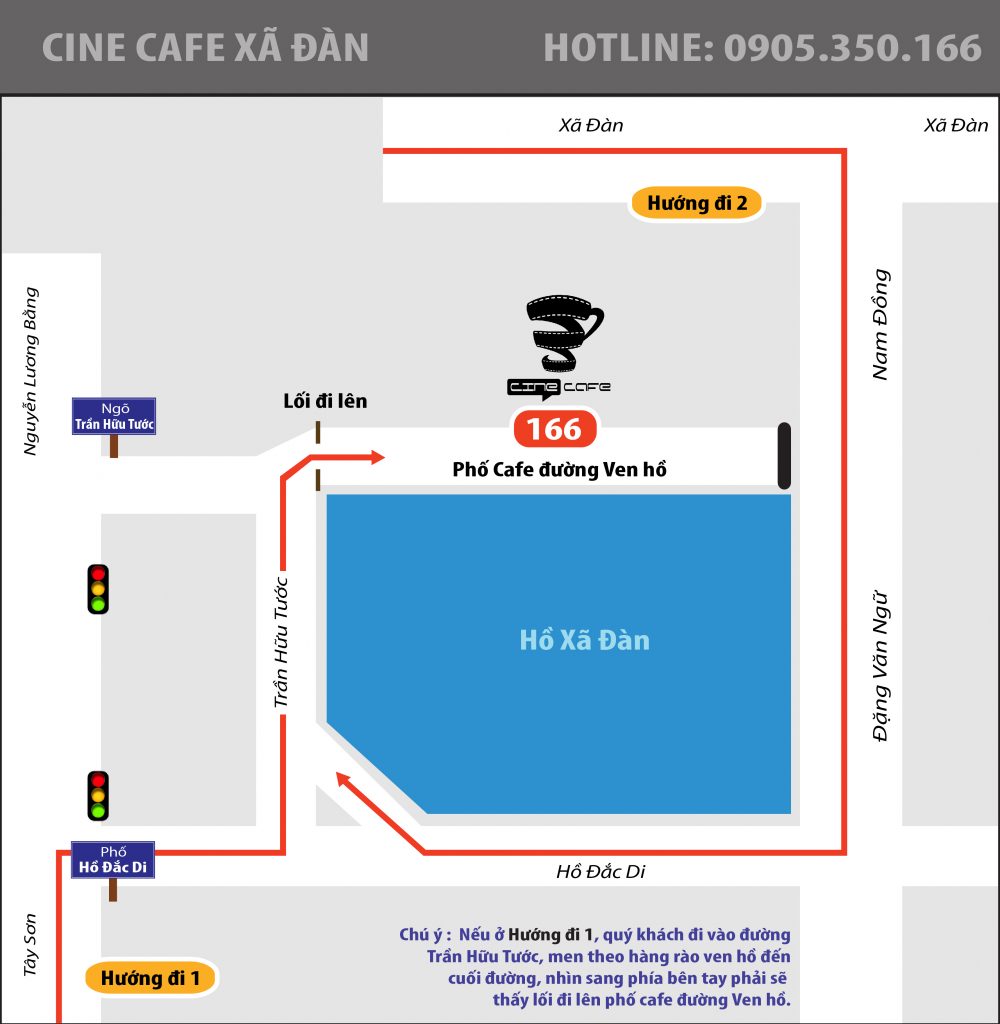 CINE CAFE XÃ ĐÀN
HOTLINE: 0905.350.166
Xã Đàn
Xã Đàn
Hướng đi 2
Nam Đồng
Nguyễn Lương Bằng
CINE CAFE
Ngõ
Trần Hữu Tước
Lối đi lên
166
Phố Cafe đường Ven hồ
Trần Hữu Tước
Hồ Xã Đàn
Đặng Văn Ngữ
Phố
Hồ Đắc Di
Hồ Đắc Di
Tây Sơn
Hướng đi 1
Chú ý : Nếu ở Hướng đi 1, quý khách đi vào đường
Trần Hữu Tước, men theo hàng rào ven hồ đến
cuối đường, nhìn sang phía bên tay phải sẽ
thấy lối đi lên phố cafe đường Ven hồ.